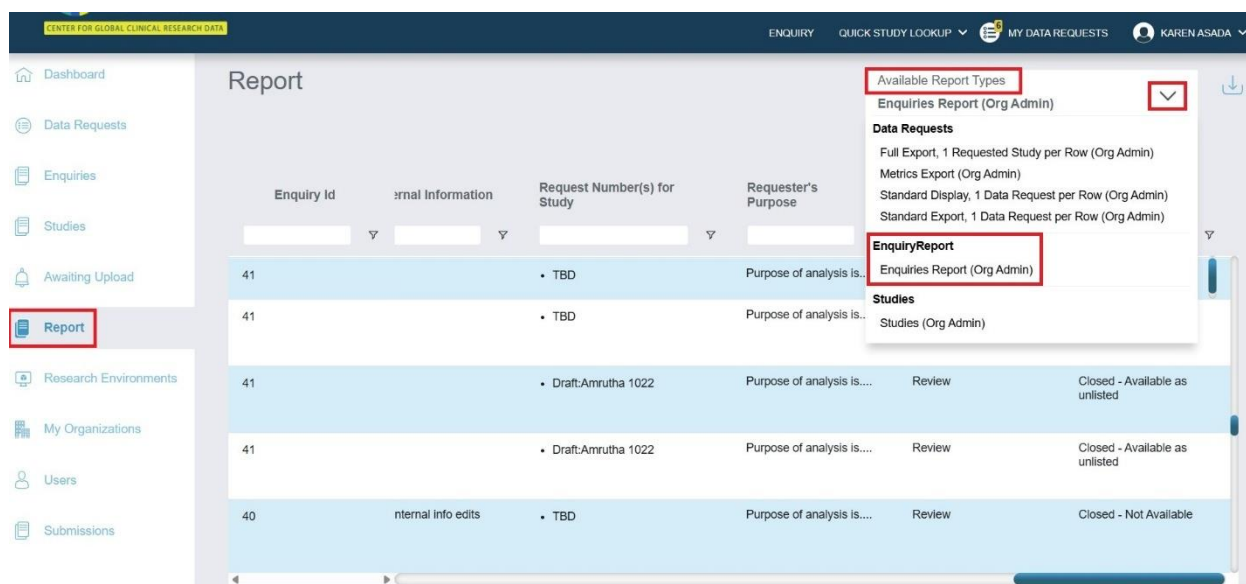 CENTER FOR GLOBAL CLINICAL RESEARCH DATA
ENQUIRY QUICK STUDY LOOKUP 6 MY DATA REQUESTS KAREN ASADA
Dashboard
Data Requests
Enquiries
Studies
Awaiting Upload
Report
Research Environments
My Organizations
Users
Submissions
Report
Available Report Types
Enquiries Report (Org Admin)
Data Requests
Full Export, 1 Requested Study per Row (Org Admin)
Metrics Export (Org Admin)
Standard Display, 1 Data Request per Row (Org Admin)
Standard Export, 1 Data Request per Row (Org Admin)
EnquiryReport
Enquiries Report (Org Admin)
Studies
Studies (Org Admin)
Enquiry Id
ernal Information
Request Number(s) for
Study
Requester's
Purpose
41 • TBD Purpose of analysis is..
41 • TBD Purpose of analysis is..
41 • Draft:Amrutha 1022 Purpose of analysis is.... Review Closed - Available as
unlisted
41 • Draft:Amrutha 1022 Purpose of analysis is.... Review Closed - Available as
unlisted
40 nternal info edits • TBD Purpose of analysis is.... Review Closed - Not Available